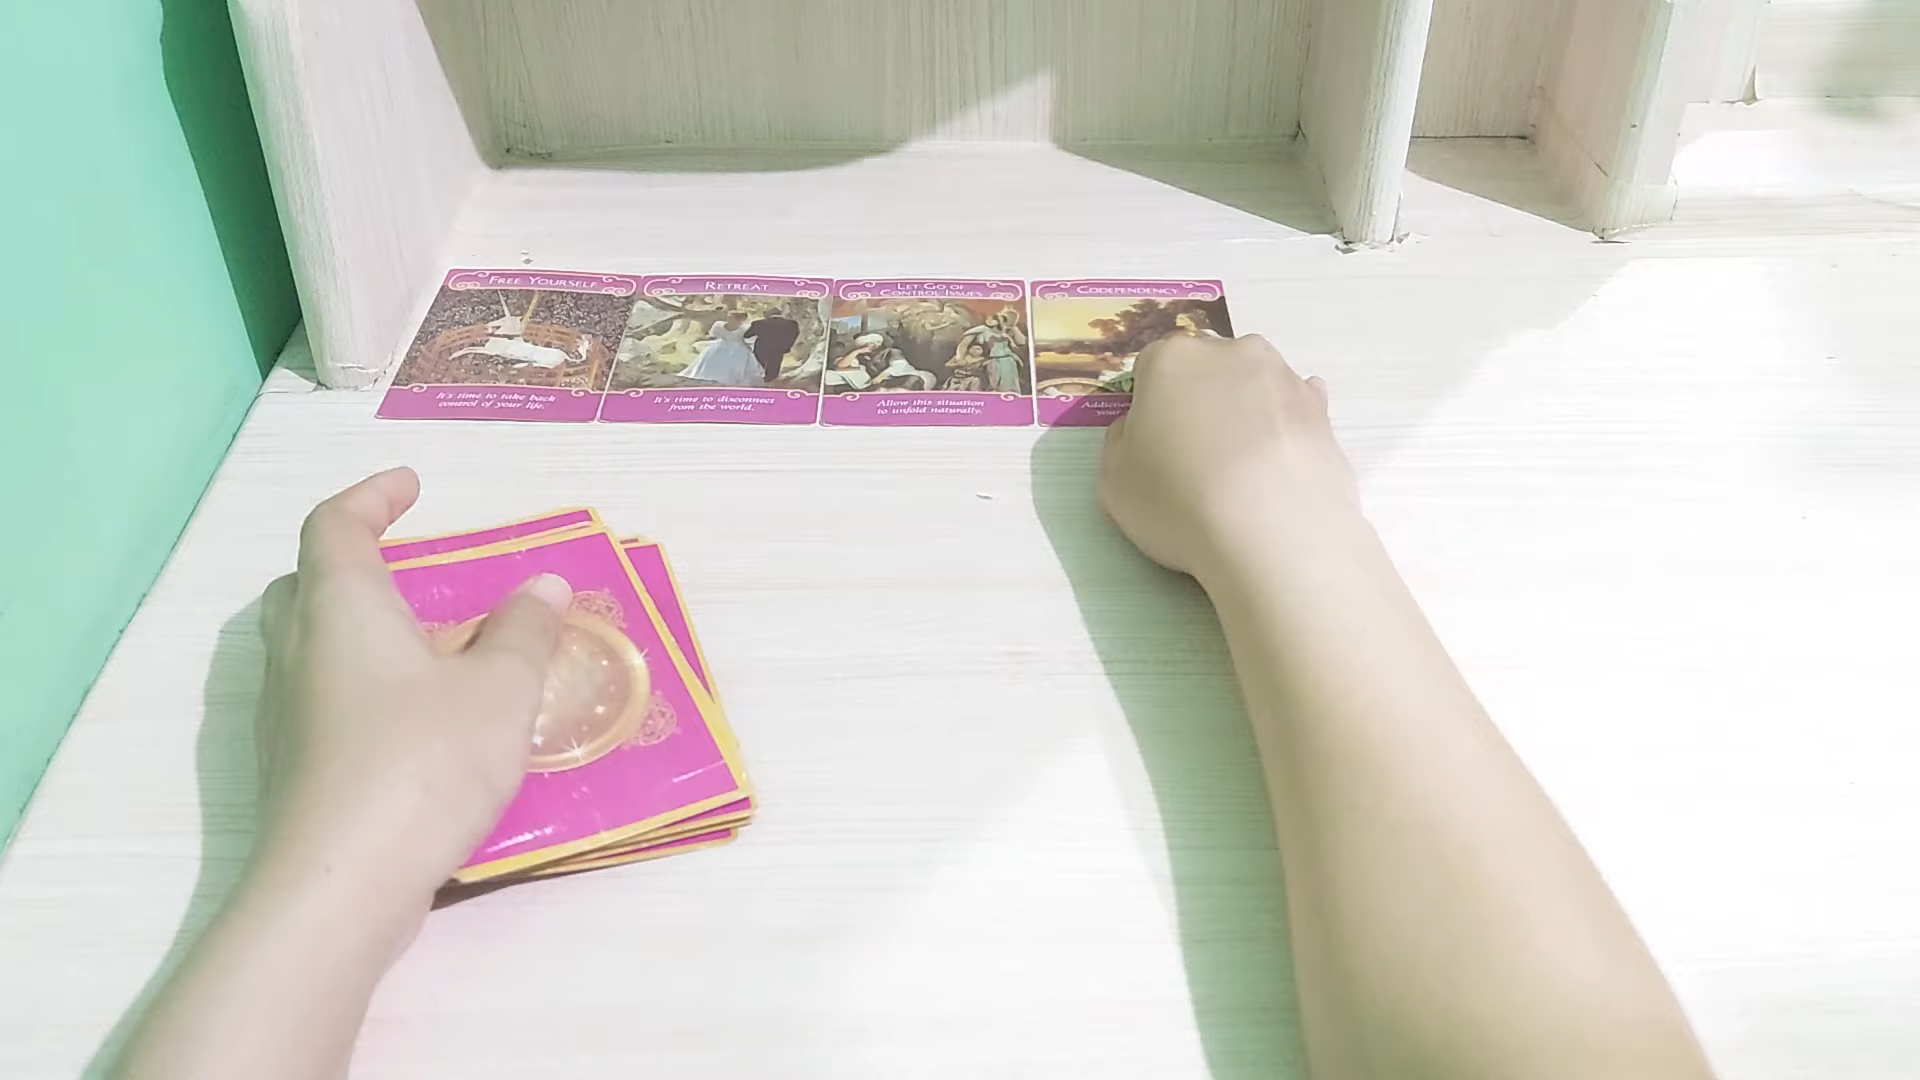 FREE YOURSELF
It's time to take back
control of your life.
RETREAT
It's time to disconnect
from the world.
LET GO OF
CONTROL ISSUES
Allow this situation
to unfold naturally.
CODEPENDENCY
your